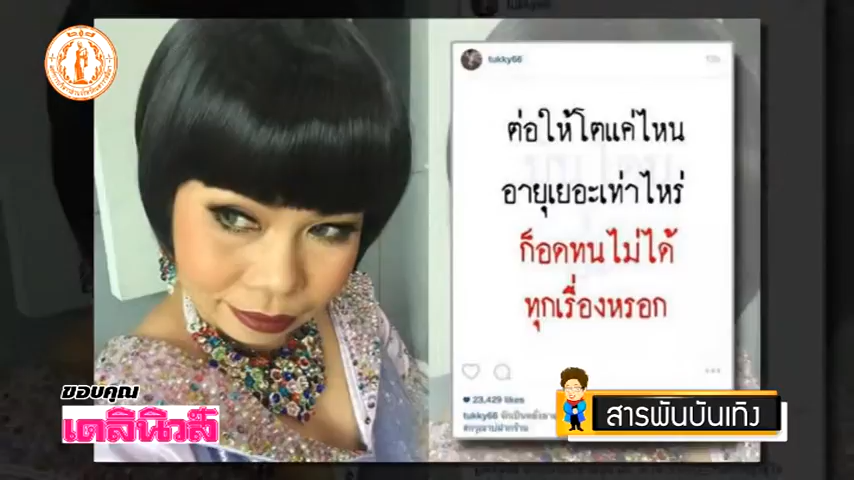 tukky66
ต่อให้โตแค่ไหน
อายุเยอะเท่าไหร่
ก็อดทนไม่ได้
ทุกเรื่องหรอก
23,429 likes
tukky66
ขอบคุณ
เดลินิวส์
สารพันบันเทิง